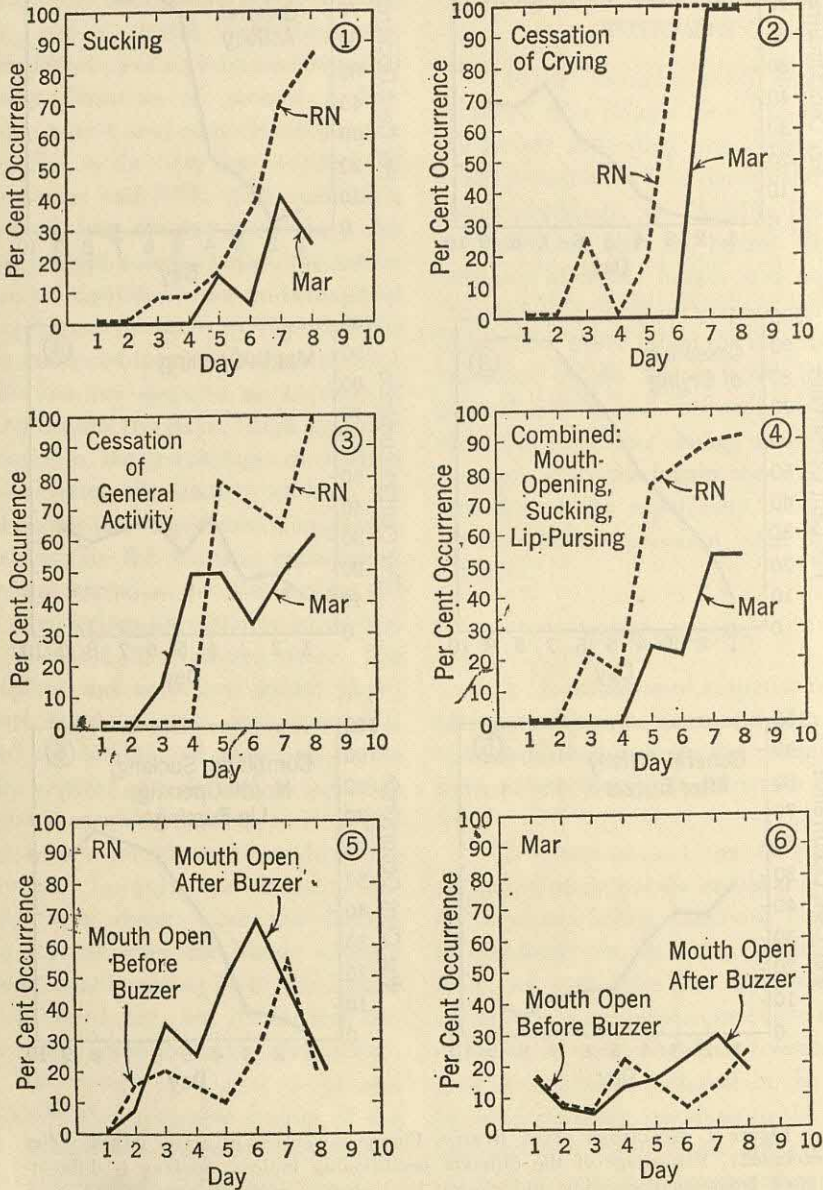 Sucking
①
RN
Mar
Per Cent Occurrence
100
90
80
70
60
50
40
30
20
10
0
1 2 3 4 5 6 7 8 9 10
Day
Cessation
of Crying
②
RN
Mar
Per Cent Occurrence
100
90
80
70
60
50
40
30
20
10
0
1 2 3 4 5 6 7 8 9 10
Day
Cessation
of
General
Activity
③
RN
Mar
Per Cent Occurrence
100
90
80
70
60
50
40
30
20
10
0
1 2 3 4 5 6 7 8 9 10
Day
Combined:
Mouth-
Opening,
Sucking,
Lip-Pursing
④
RN
Mar
Per Cent Occurrence
100
90
80
70
60
50
40
30
20
10
0
1 2 3 4 5 6 7 8 9 10
Day
RN
⑤
Mouth Open
After Buzzer
Mouth Open
Before
Buzzer
Per Cent Occurrence
100
90
80
70
60
50
40
30
20
10
0
1 2 3 4 5 6 7 8 9 10
Day
Mar
⑥
Mouth Open
After Buzzer
Mouth Open
Before Buzzer
Per Cent Occurrence
100
90
80
70
60
50
40
30
20
10
0
1 2 3 4 5 6 7 8 9 10
Day